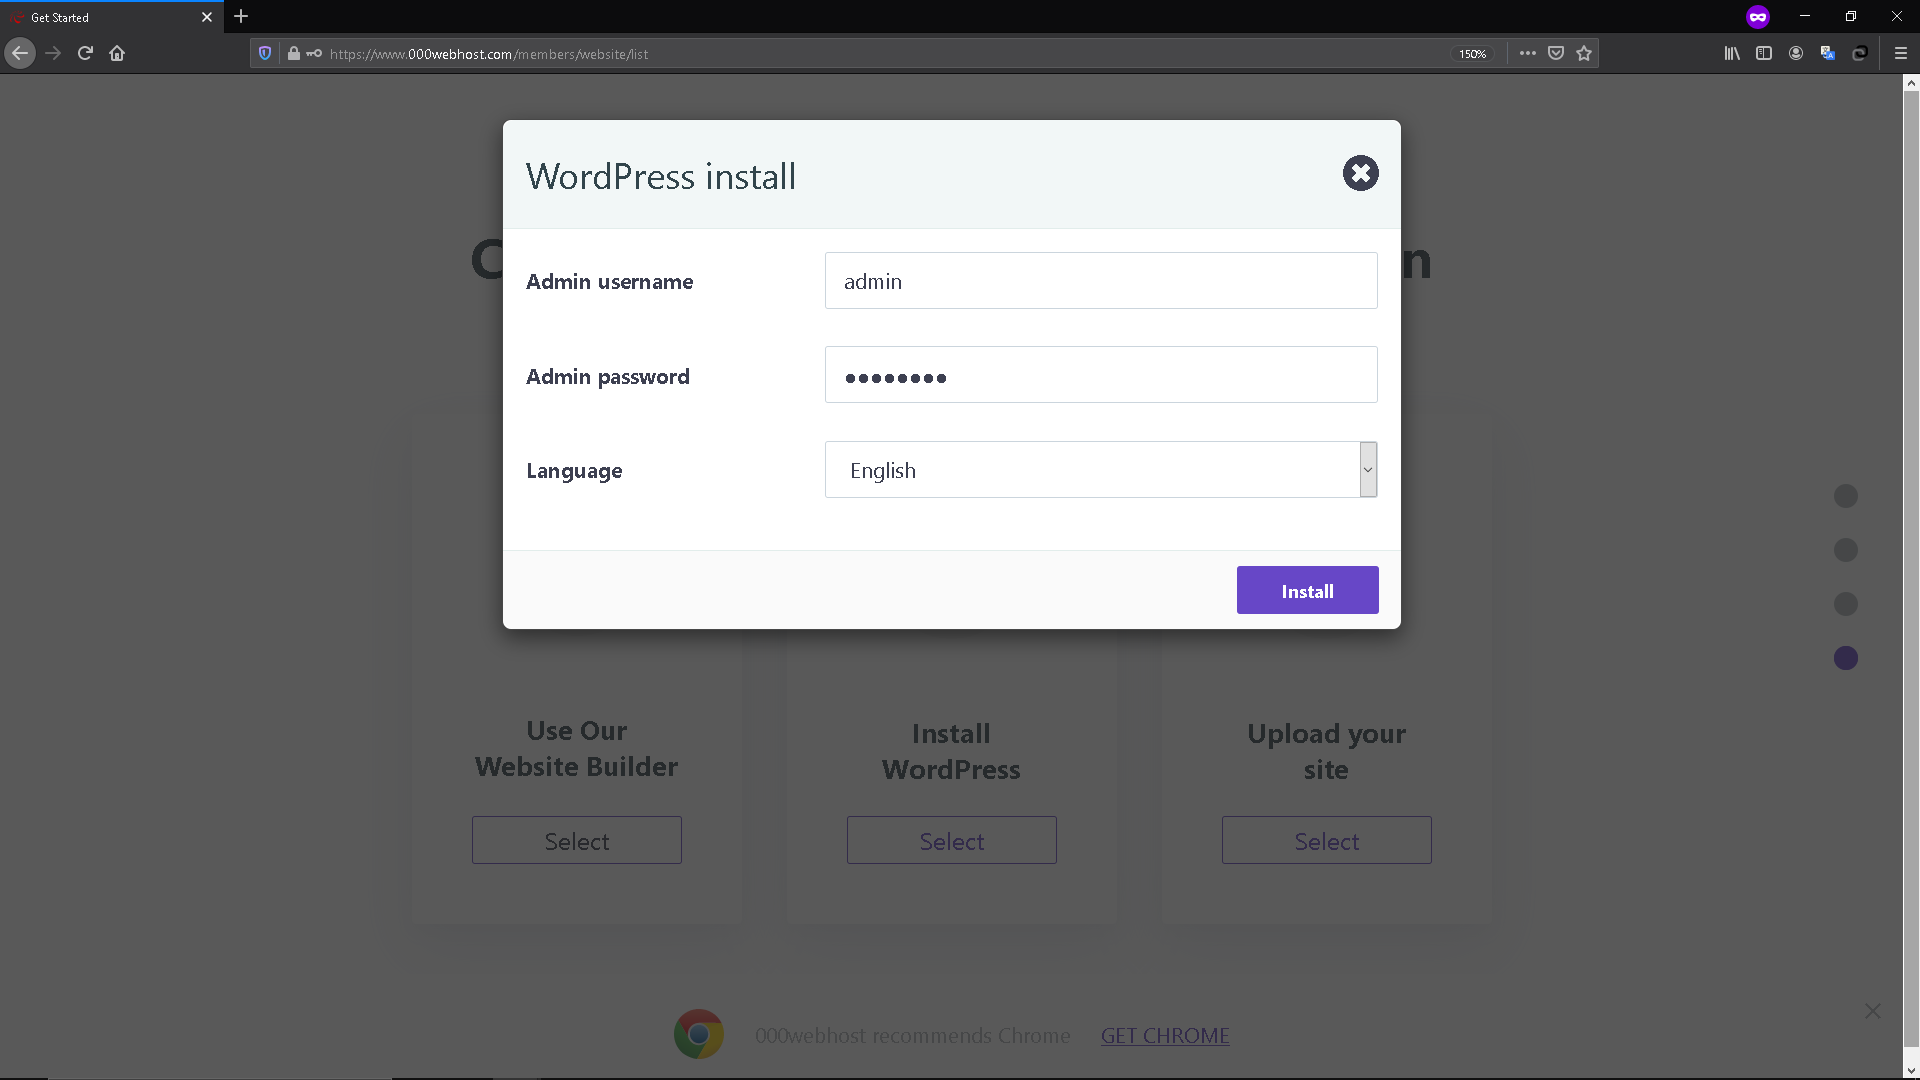 Get Started
https://www.000webhost.com/members/website/list
150%
WordPress install
Admin username
admin
Admin password
Language
English
Install
Use Our
Website Builder
Select
Install
WordPress
Select
Upload your
site
Select
000webhost recommends Chrome
GET CHROME